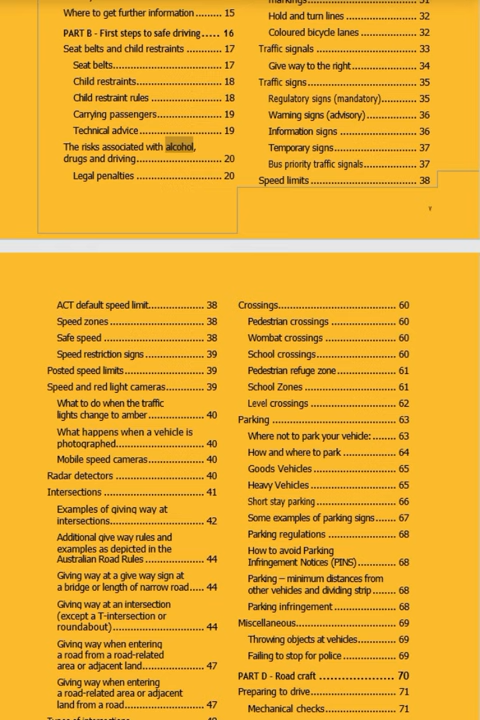 Where to get further information......... 15
PART B - First steps to safe driving..... 16
Seat belts and child restraints ............ 17
Seat belts.................................... 17
Child restraints............................. 18
Child restraint rules ....................... 18
Carrying passengers...................... 19
Technical advice........................... 19
The risks associated with alcohol,
drugs and driving............................. 20
Legal penalties ............................. 20
Hold and turn lines ....................... 32
Coloured bicycle lanes .................. 32
Traffic signals ................................. 33
Give way to the right..................... 34
Traffic signs .................................... 35
Regulatory signs (mandatory)......... 35
Warning signs (advisory) ............... 36
Information signs ......................... 36
Temporary signs........................... 37
Bus priority traffic signals............... 37
Speed limits .................................... 38
v
ACT default speed limit.................. 38
Speed zones ................................ 38
Safe speed .................................. 38
Speed restriction signs .................. 39
Posted speed limits .......................... 39
Speed and red light cameras.............. 39
What to do when the traffic
lights change to amber .................. 40
What happens when a vehicle is
photographed............................... 40
Mobile speed cameras................... 40
Radar detectors ............................... 40
Intersections ................................... 41
Examples of giving way at
intersections................................. 42
Additional give way rules and
examples as depicted in the
Australian Road Rules ................... 44
Giving way at a give way sign at
a bridge or length of narrow road..... 44
Giving way at an intersection
(except a T-intersection or
roundabout) ................................. 44
Giving way when entering
a road from a road-related
area or adjacent land..................... 47
Giving way when entering
a road-related area or adjacent
land from a road........................... 47
Crossings......................................... 60
Pedestrian crossings ..................... 60
Wombat crossings ........................ 60
School crossings........................... 60
Pedestrian refuge zone .................. 61
School Zones ............................... 61
Level crossings ............................ 62
Parking ........................................... 63
Where not to park your vehicle: ....... 63
How and where to park ................. 64
Goods Vehicles ............................ 65
Heavy Vehicles ............................ 65
Short stay parking ........................ 66
Some examples of parking signs...... 67
Parking regulations ....................... 68
How to avoid Parking
Infringement Notices (PINS)........... 68
Parking – minimum distances from
other vehicles and dividing strip....... 68
Parking infringement .................... 68
Miscellaneous................................... 69
Throwing objects at vehicles........... 69
Failing to stop for police ................ 69
PART D - Road craft ...................... 70
Preparing to drive............................. 71
Mechanical checks........................ 71